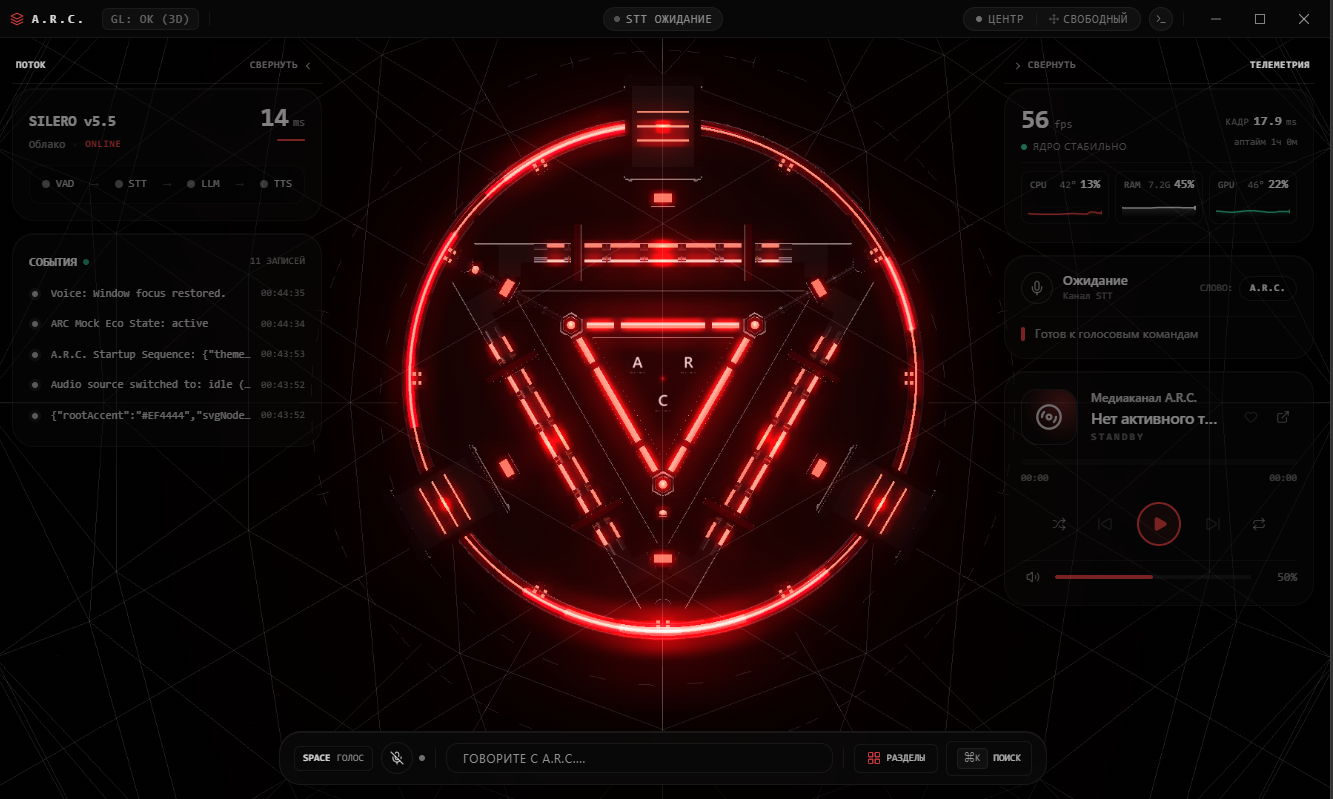 A.R.C. GL: OK (3D) STT ОЖИДАНИЕ ЦЕНТР СВОБОДНЫЙ
ПОТОК СВЕРНУТЬ
SILERO v5.5 14 ms
Облако · ONLINE
VAD → STT → LLM → TTS
СОБЫТИЯ 11 ЗАПИСЕЙ
Voice: Window focus restored. 00:44:35
ARC Mock Eco State: active 00:44:34
A.R.C. Startup Sequence: {"theme… 00:43:53
Audio source switched to: idle (… 00:43:52
{"rootAccent":"#EF4444","svgNode… 00:43:52
A R
C
СВЕРНУТЬ ТЕЛЕМЕТРИЯ
56 fps КАДР 17.9 ms
ЯДРО СТАБИЛЬНО аптайм 1ч 0м
CPU 42° 13% RAM 7.2G 45% GPU 46° 22%
Ожидание
Канал STT СЛОВО: A.R.C.
Готов к голосовым командам
Медиаканал A.R.C.
Нет активного т…
STANDBY
00:00 00:00
50%
SPACE ГОЛОС ГОВОРИТЕ С A.R.C.... РАЗДЕЛЫ ⌘K ПОИСК